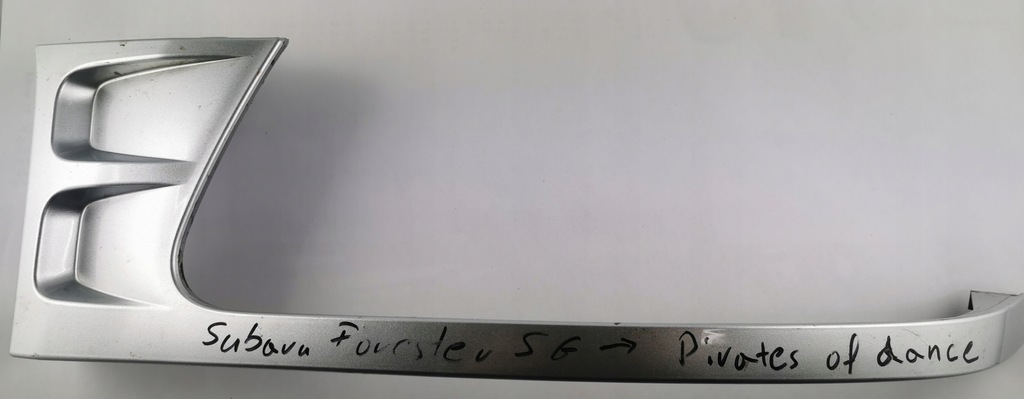 Subaru Forester SG → Pirates of dance